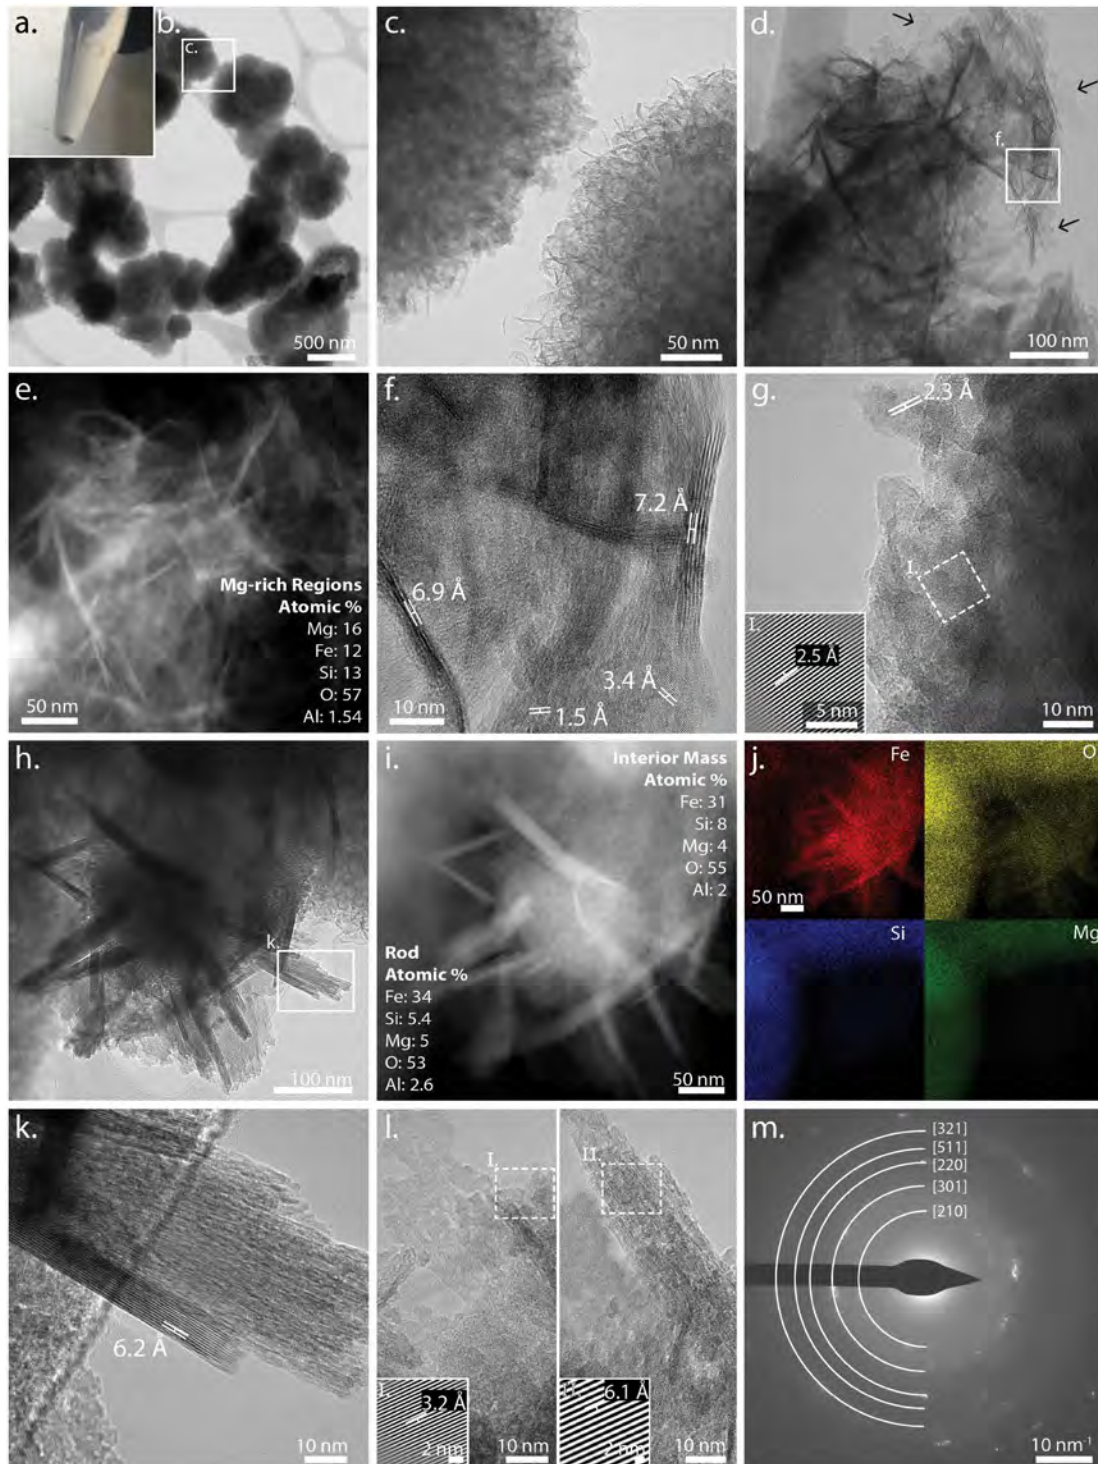 a.
b.
c.
500 nm
c.
50 nm
d.
f.
100 nm
e.
Mg-rich Regions
Atomic %
Mg: 16
Fe: 12
Si: 13
O: 57
Al: 1.54
50 nm
f.
7.2 Å
6.9 Å
3.4 Å
1.5 Å
10 nm
g.
2.3 Å
I.
I.
2.5 Å
5 nm
10 nm
h.
k.
100 nm
i.
Interior Mass
Atomic %
Fe: 31
Si: 8
Mg: 4
O: 55
Al: 2
Rod
Atomic %
Fe: 34
Si: 5.4
Mg: 5
O: 53
Al: 2.6
50 nm
j.
Fe
O
50 nm
Si
Mg
k.
6.2 Å
10 nm
l.
I.
I.
3.2 Å
2 nm
10 nm
II.
II.
6.1 Å
2 nm
10 nm
m.
[321]
[511]
[220]
[301]
[210]
10 nm⁻¹